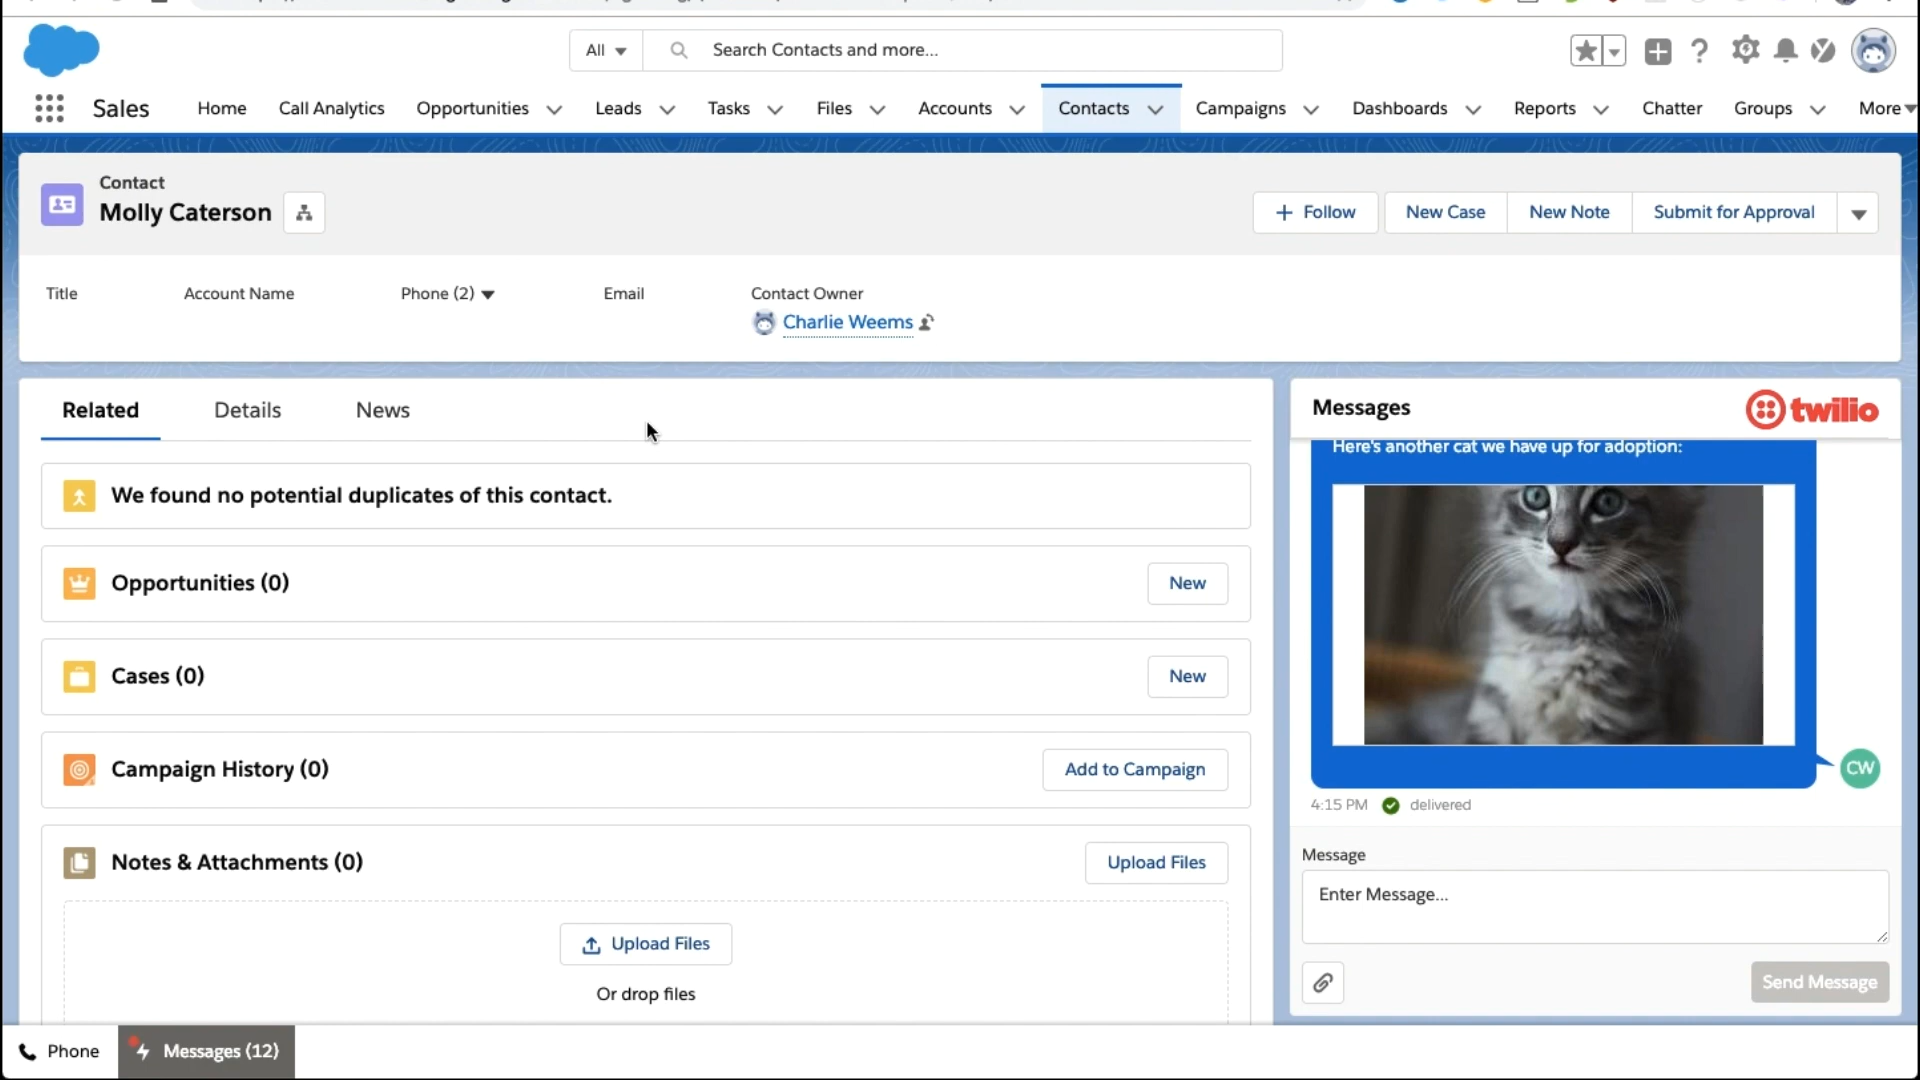 All
Search Contacts and more...
Sales
Home
Call Analytics
Opportunities
Leads
Tasks
Files
Accounts
Contacts
Campaigns
Dashboards
Reports
Chatter
Groups
More
Contact
Molly Caterson
Follow
New Case
New Note
Submit for Approval
Title
Account Name
Phone (2)
Email
Contact Owner
Charlie Weems
Related
Details
News
We found no potential duplicates of this contact.
Opportunities (0)
New
Cases (0)
New
Campaign History (0)
Add to Campaign
Notes & Attachments (0)
Upload Files
Upload Files
Or drop files
Messages
twilio
Here's another cat we have up for adoption:
CW
4:15 PM
delivered
Message
Enter Message...
Send Message
Phone
Messages (12)